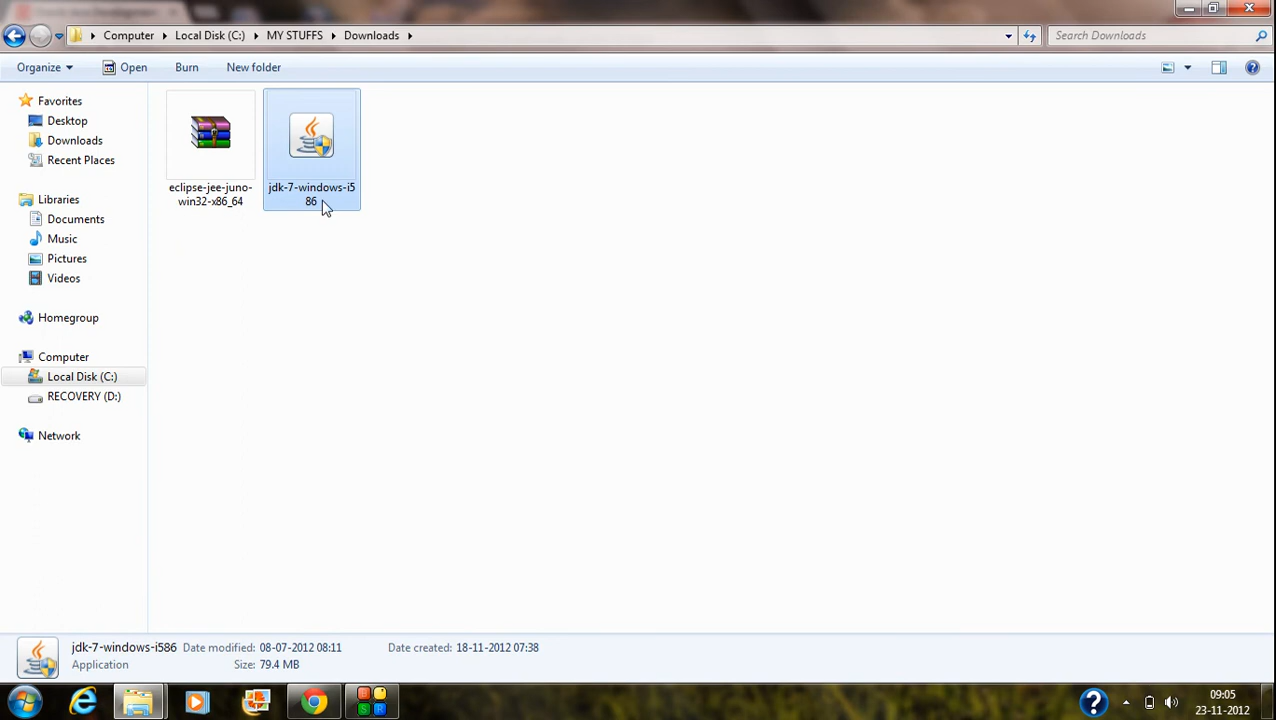 Computer Local Disk (C:) MY STUFFS Downloads Search Downloads
Organize Open Burn New folder
Favorites
Desktop
Downloads
Recent Places
Libraries
Documents
Music
Pictures
Videos
Homegroup
Computer
Local Disk (C:)
RECOVERY (D:)
Network
eclipse-jee-juno-
win32-x86_64
jdk-7-windows-i5
86
jdk-7-windows-i586 Date modified: 08-07-2012 08:11 Date created: 18-11-2012 07:38
Application Size: 79.4 MB
09:05
23-11-2012